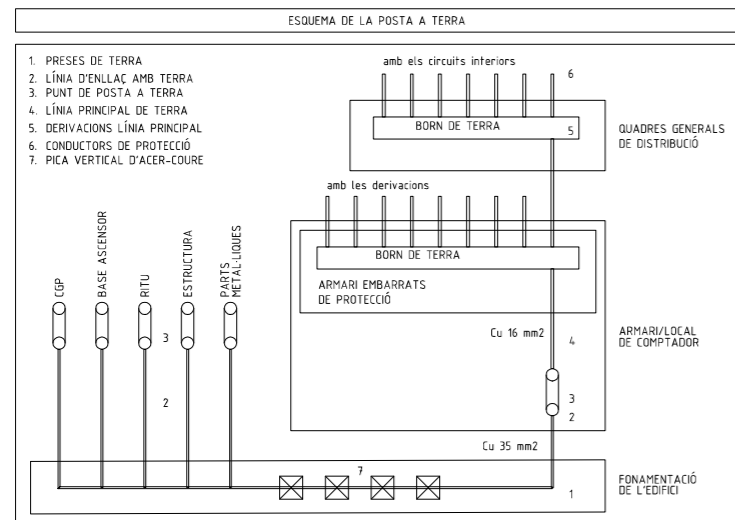 ESQUEMA DE LA POSTA A TERRA
1. PRESES DE TERRA
2. LÍNIA D'ENLLAÇ AMB TERRA
3. PUNT DE POSTA A TERRA
4. LÍNIA PRINCIPAL DE TERRA
5. DERIVACIONS LÍNIA PRINCIPAL
6. CONDUCTORS DE PROTECCIÓ
7. PICA VERTICAL D'ACER-COURE
amb els circuits interiors
6
BORN DE TERRA
5
QUADRES GENERALS
DE DISTRIBUCIÓ
amb les derivacions
BORN DE TERRA
ARMARI EMBARRATS
DE PROTECCIÓ
CGP
BASE ASCENSOR
RITU
ESTRUCTURA
PARTS
METAL·LIQUES
Cu 16 mm2
4
ARMARI/LOCAL
DE COMPTADOR
3
3
2
2
Cu 35 mm2
7
1
FONAMENTACIÓ
DE L'EDIFICI